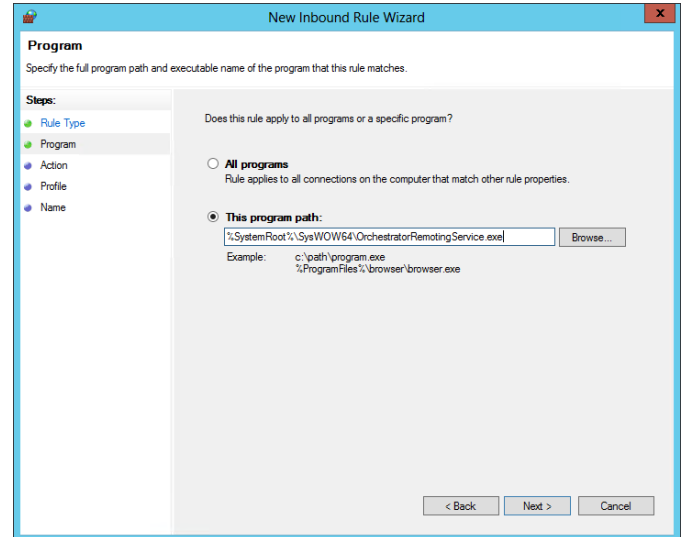 New Inbound Rule Wizard
x
Program
Specify the full program path and executable name of the program that this rule matches.
Steps:
Rule Type
Program
Action
Profile
Name
Does this rule apply to all programs or a specific program?
All programs
Rule applies to all connections on the computer that match other rule properties.
This program path:
%SystemRoot%\SysWOW64\OrchestratorRemotingService.exe
Browse...
Example:
c:\path\program.exe
%ProgramFiles%\browser\browser.exe
< Back
Next >
Cancel